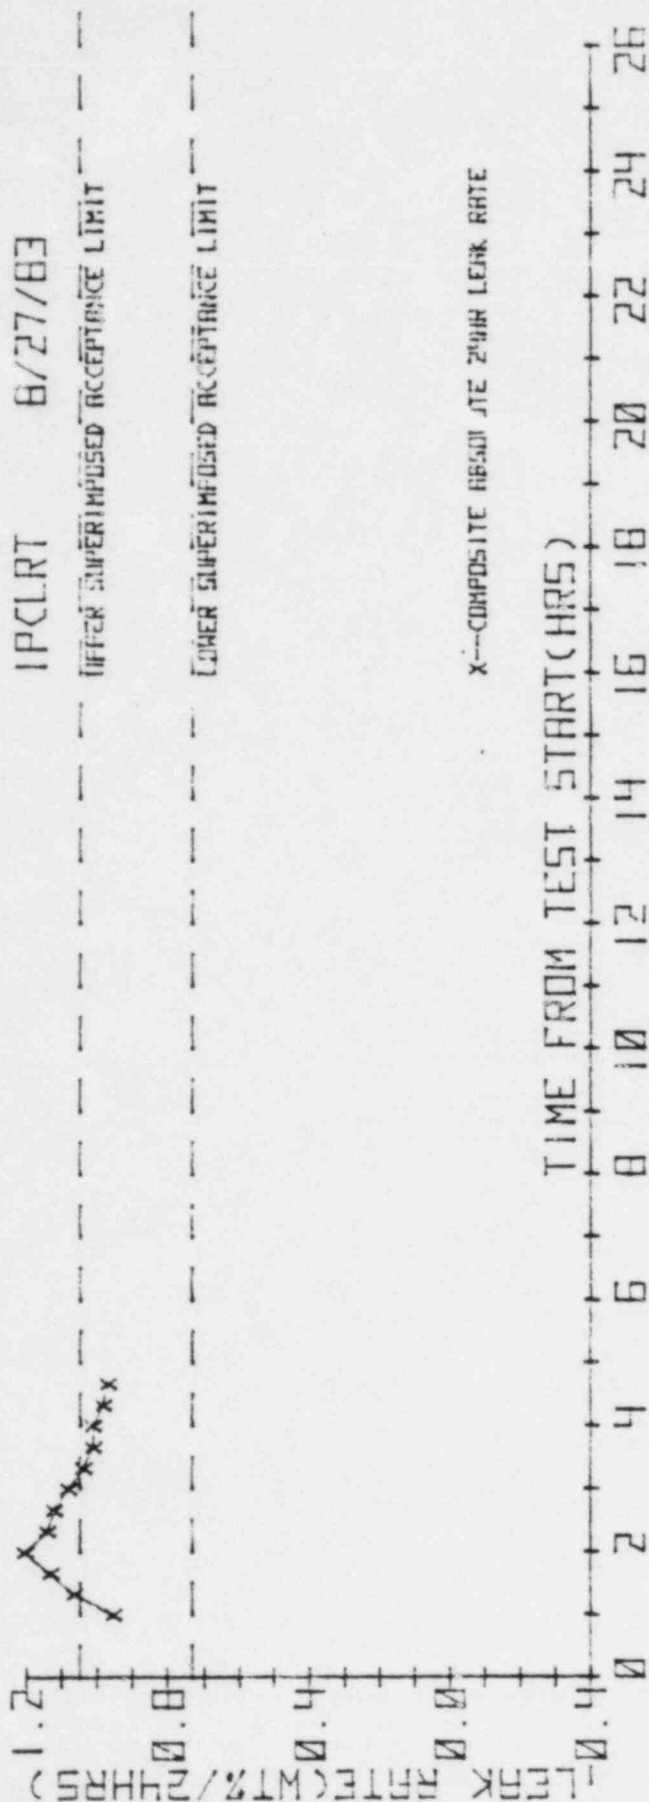 IPCLRT 8/27/83
UPPER SUPERIMPOSED ACCEPTANCE LIMIT
LOWER SUPERIMPOSED ACCEPTANCE LIMIT
X--COMPOSITE ABSOLUTE 24HR LEAK RATE
LEAK RATE(WT%/24HRS)
1.2
0.8
0.4
0.0
-0.4
TIME FROM TEST START(HRS)
0 2 4 6 8 10 12 14 16 18 20 22 24 26